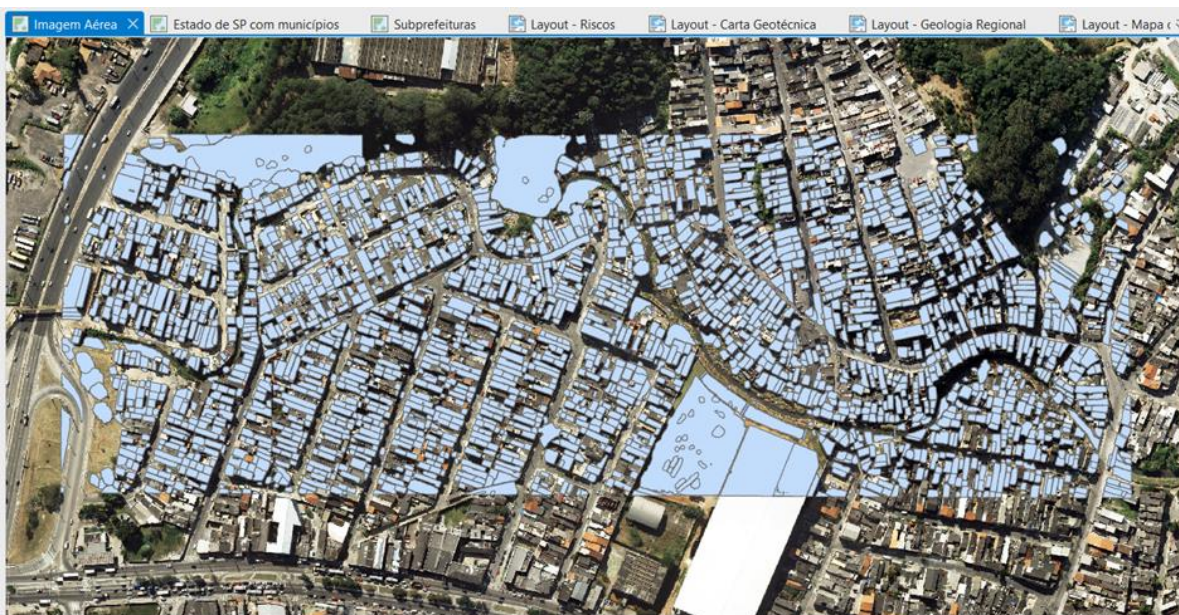 Imagem Aérea
Estado de SP com municípios
Subprefeituras
Layout - Riscos
Layout - Carta Geotécnica
Layout - Geologia Regional
Layout - Mapa